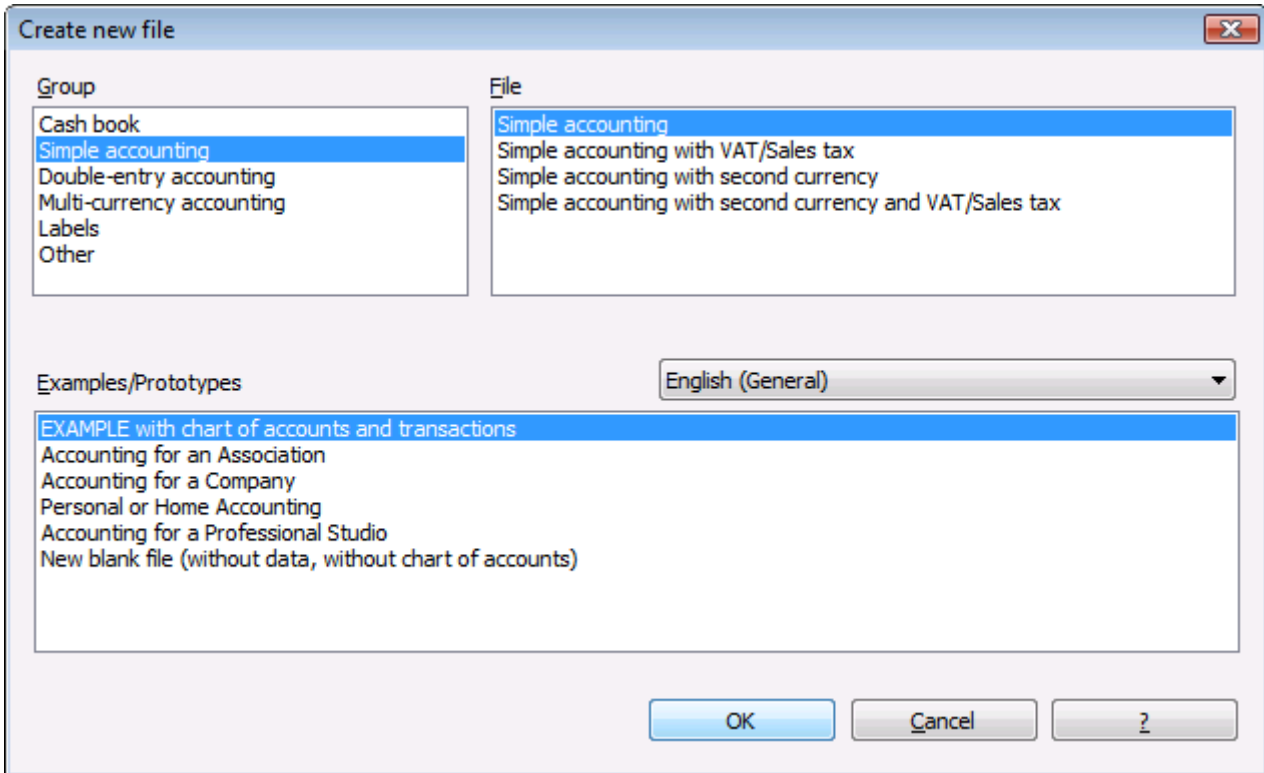 Create new file
Group
File
Cash book
Simple accounting
Double-entry accounting
Multi-currency accounting
Labels
Other
Simple accounting
Simple accounting with VAT/Sales tax
Simple accounting with second currency
Simple accounting with second currency and VAT/Sales tax
Examples/Prototypes
English (General)
EXAMPLE with chart of accounts and transactions
Accounting for an Association
Accounting for a Company
Personal or Home Accounting
Accounting for a Professional Studio
New blank file (without data, without chart of accounts)
OK
Cancel
?